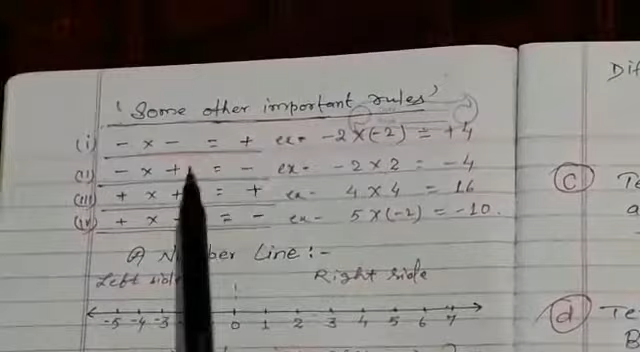 'Some other important rules'
(i) - × - = + ex- -2×(-2) = +4
(ii) - × + = - ex- -2×2 = -4
(iii) + × + = + ex- 4×4 = 16
(iv) + × - = - ex- 5×(-2) = -10.
A Number Line :-
Left side Right side
-5 -4 -3 0 1 2 3 4 5 6 7
Dif
(c)
(d) Te